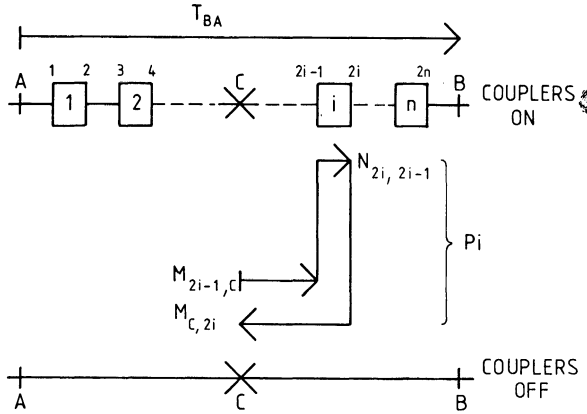 T_BA
A 1 2 3 4 C 2i-1 2i 2n B
1 2 i n
COUPLERS
ON
N_2i, 2i-1
Pi
M_2i-1,C
M_C,2i
A C B
COUPLERS
OFF